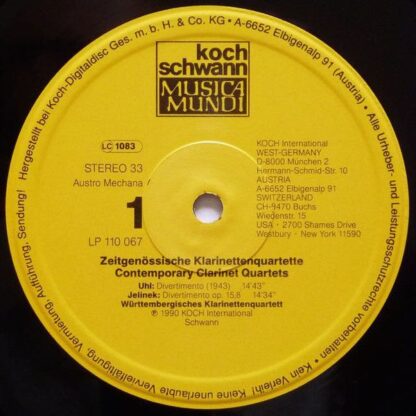 Hergestellt bei Koch-Digitaldisc Ges. m. b. H. & Co. KG • A-6652 Elbigenalp 91 (Austria) • Alle Urheber- und Leistungsschutzrechte vorbehalten • Kein Verleih! Keine unerlaubte Vervielfältigung, Vermietung, Aufführung, Sendung!
koch
schwann
MUSICA
MUNDI
LC 1083
STEREO 33
Austro Mechana
1
LP 110 067
KOCH International
WEST-GERMANY
D-8000 München 2
Hermann-Schmid-Str. 10
AUSTRIA
A-6652 Elbigenalp 91
SWITZERLAND
CH-9470 Buchs
Wiedenstr. 15
USA • 2700 Shames Drive
Westbury • New York 11590
Zeitgenössische Klarinettenquartette
Contemporary Clarinet Quartets
Uhl: Divertimento (1943) 14'43"
Jelinek: Divertimento op. 15,8 14'34"
Württembergisches Klarinettenquartett
℗ 1990 KOCH International
Schwann